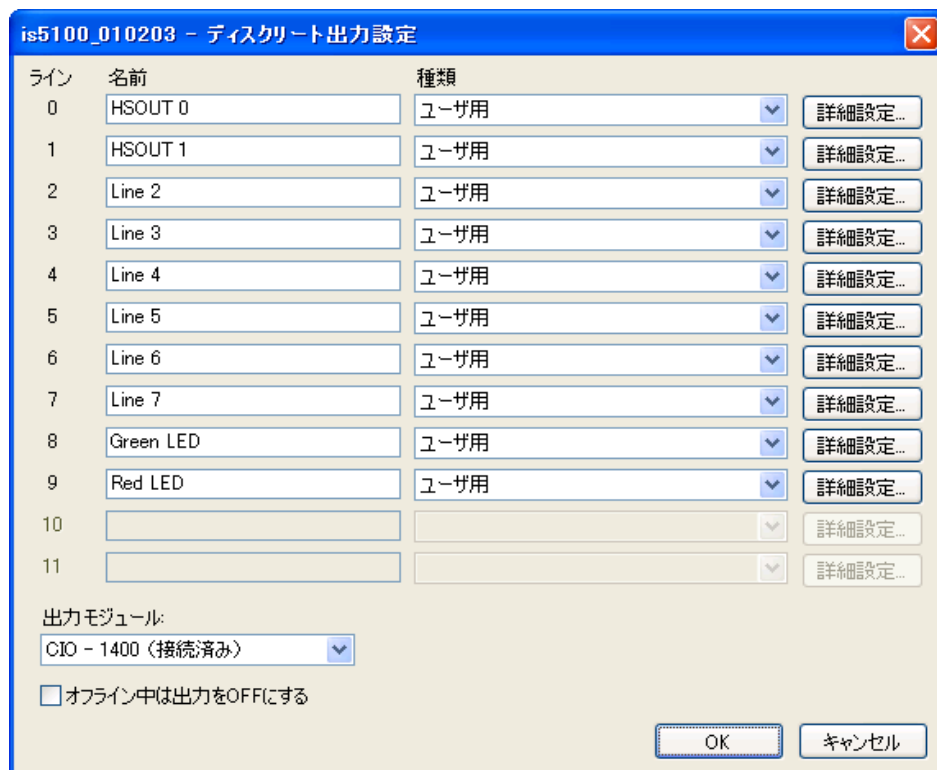 is5100_010203 - ディスクリート出力設定
ライン 名前 種類
0 HSOUT 0 ユーザ用 詳細設定...
1 HSOUT 1 ユーザ用 詳細設定...
2 Line 2 ユーザ用 詳細設定...
3 Line 3 ユーザ用 詳細設定...
4 Line 4 ユーザ用 詳細設定...
5 Line 5 ユーザ用 詳細設定...
6 Line 6 ユーザ用 詳細設定...
7 Line 7 ユーザ用 詳細設定...
8 Green LED ユーザ用 詳細設定...
9 Red LED ユーザ用 詳細設定...
10 詳細設定...
11 詳細設定...
出力モジュール:
CIO - 1400（接続済み）
オフライン中は出力をOFFにする
OK キャンセル